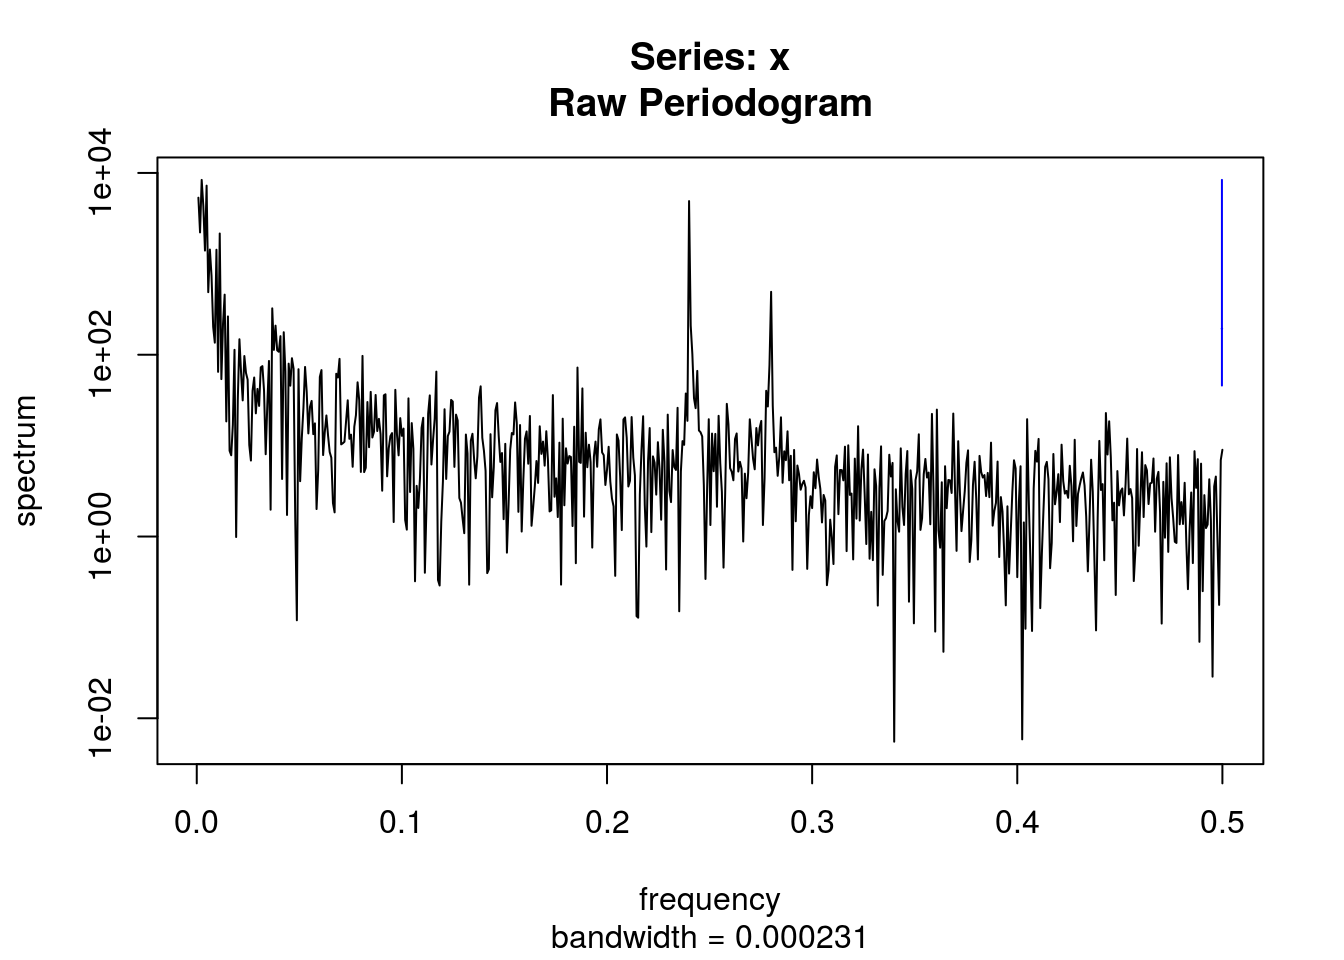 Series: x
Raw Periodogram
spectrum
1e+04
1e+02
1e+00
1e-02
0.0 0.1 0.2 0.3 0.4 0.5
frequency
bandwidth = 0.000231